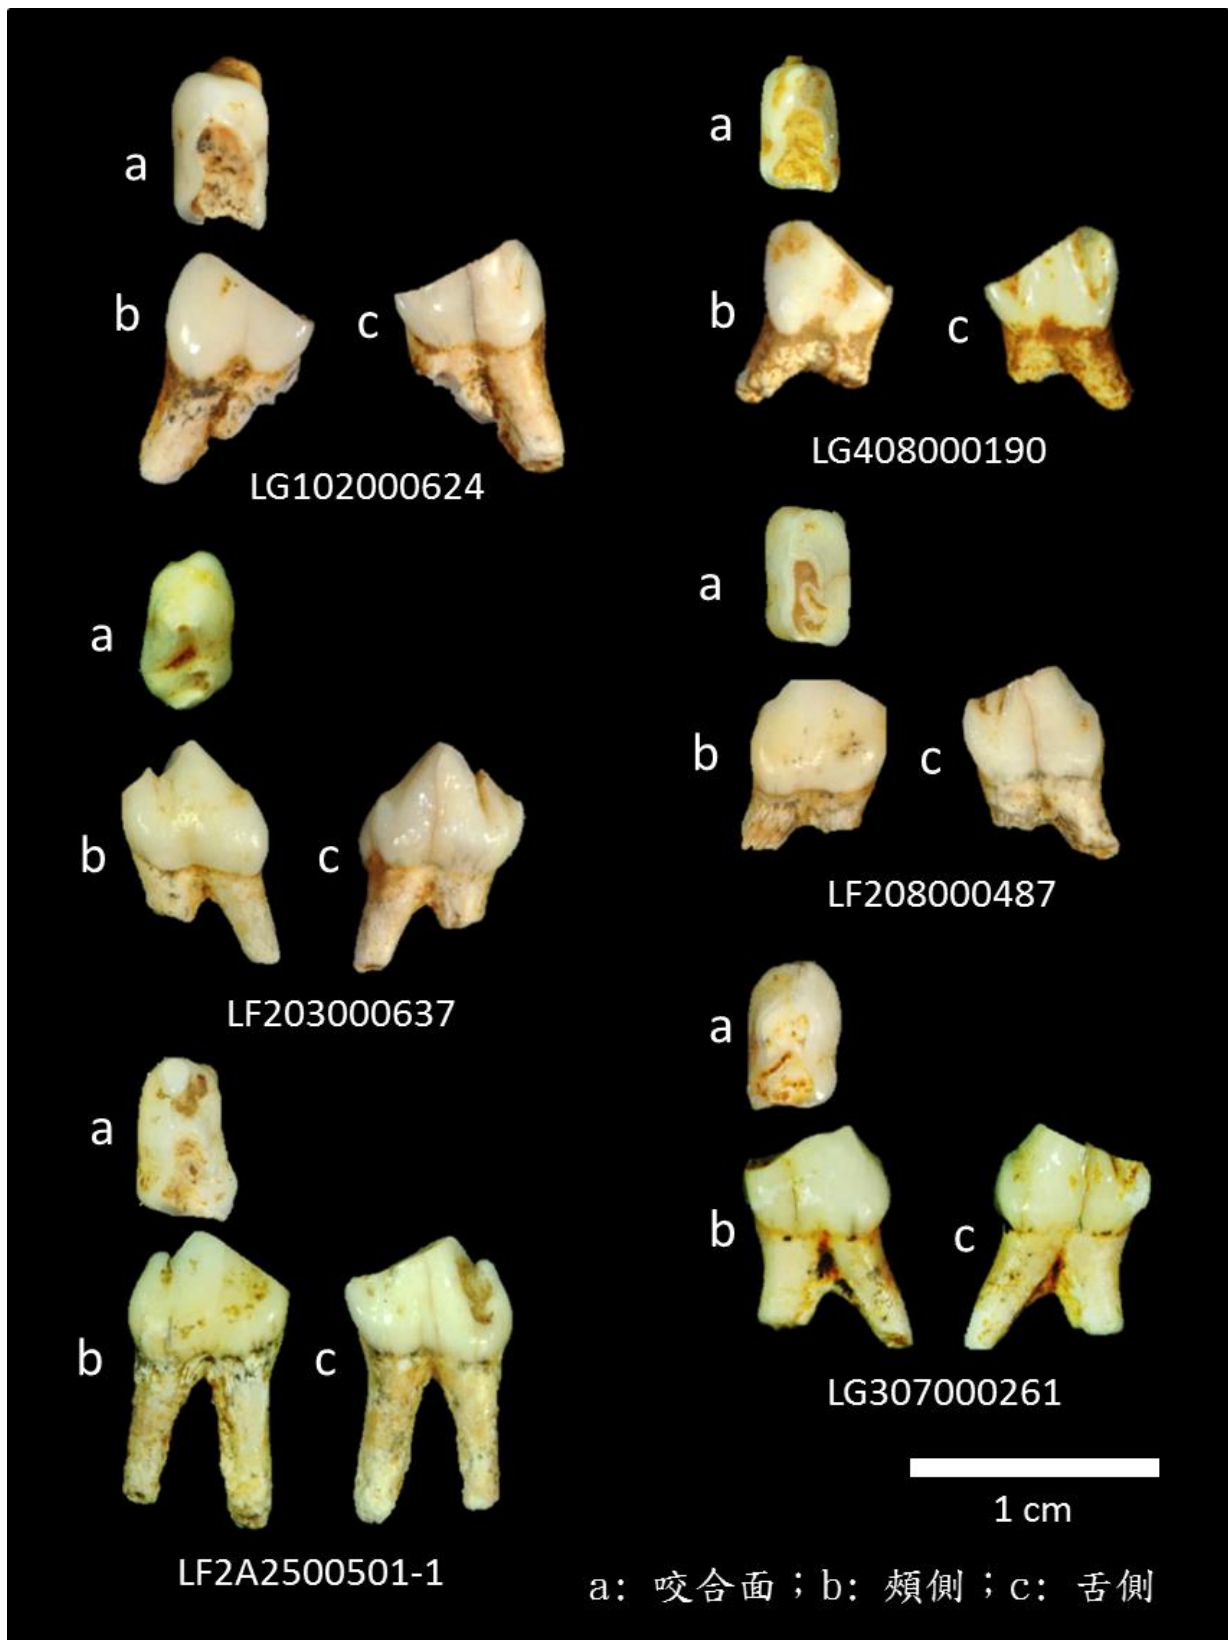 a
b
c
LG102000624
a
b
c
LG408000190
a
b
c
LF203000637
a
b
c
LF208000487
a
b
c
LF2A2500501-1
a
b
c
LG307000261
1 cm
a: 咬合面；b: 頰側；c: 舌側